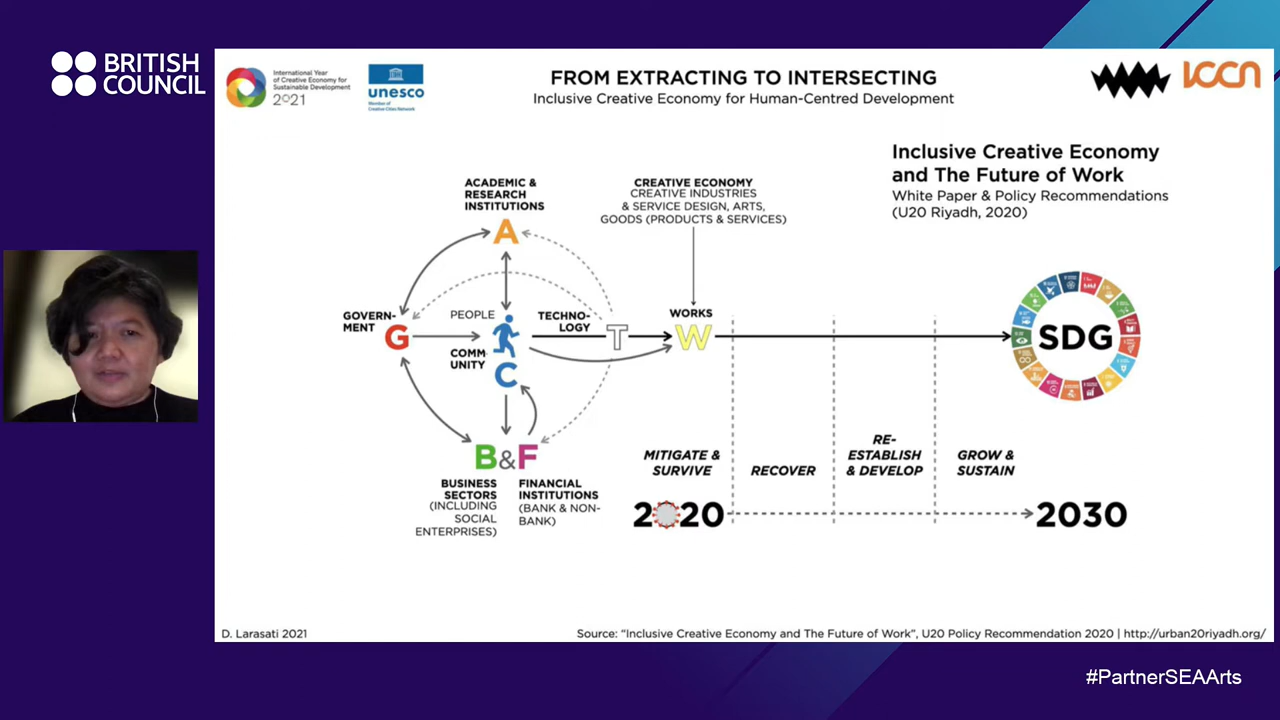 BRITISH
COUNCIL
International Year
of Creative Economy for
Sustainable Development
2021
unesco
Member of
Creative Cities Network
FROM EXTRACTING TO INTERSECTING
Inclusive Creative Economy for Human-Centred Development
ICCN
Inclusive Creative Economy
and The Future of Work
White Paper & Policy Recommendations
(U20 Riyadh, 2020)
ACADEMIC &
RESEARCH
INSTITUTIONS
A
CREATIVE ECONOMY
CREATIVE INDUSTRIES
& SERVICE DESIGN, ARTS,
GOODS (PRODUCTS & SERVICES)
GOVERN-
MENT
G
PEOPLE
COMM
UNITY
C
TECHNO-
LOGY
T
WORKS
W
SDG
B&F
BUSINESS
SECTORS
(INCLUDING
SOCIAL
ENTERPRISES)
FINANCIAL
INSTITUTIONS
(BANK & NON-
BANK)
MITIGATE &
SURVIVE
RECOVER
RE-
ESTABLISH
& DEVELOP
GROW &
SUSTAIN
2020
2030
D. Larasati 2021
Source: “Inclusive Creative Economy and The Future of Work”, U20 Policy Recommendation 2020 | http://urban20riyadh.org/
#PartnerSEAArts